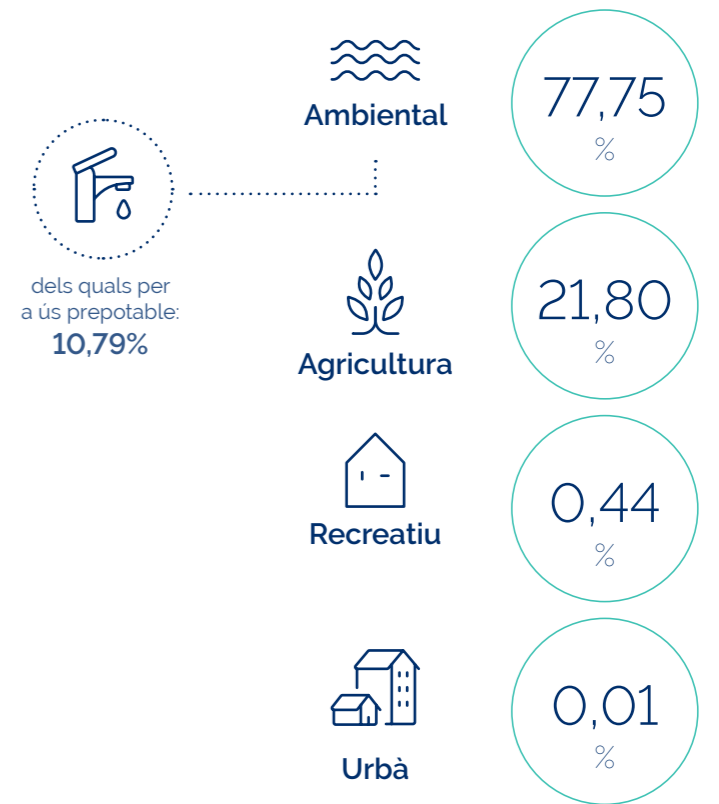 Ambiental
77,75
%
dels quals per
a ús prepotable:
10,79%
Agricultura
21,80
%
Recreatiu
0,44
%
Urbà
0,01
%